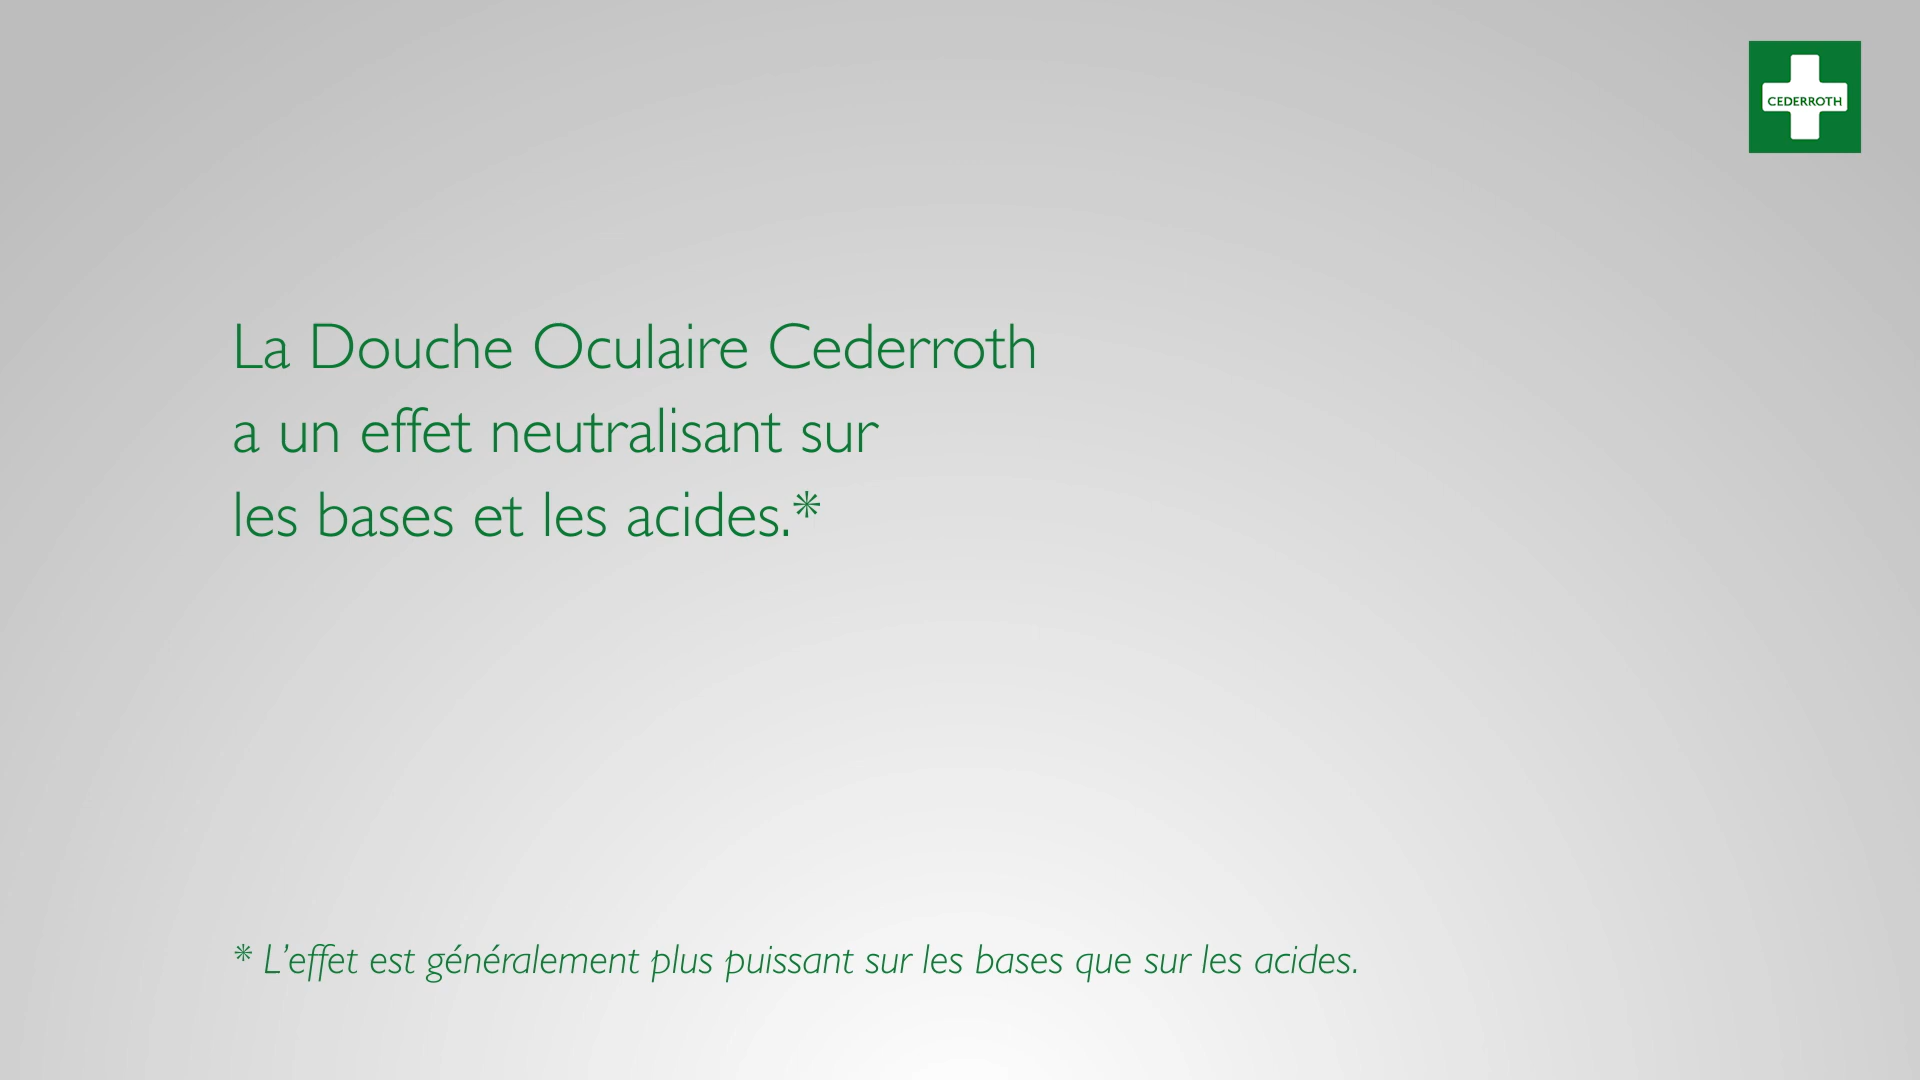 CEDERROTH
La Douche Oculaire Cederroth
a un effet neutralisant sur
les bases et les acides.*
* L’effet est généralement plus puissant sur les bases que sur les acides.